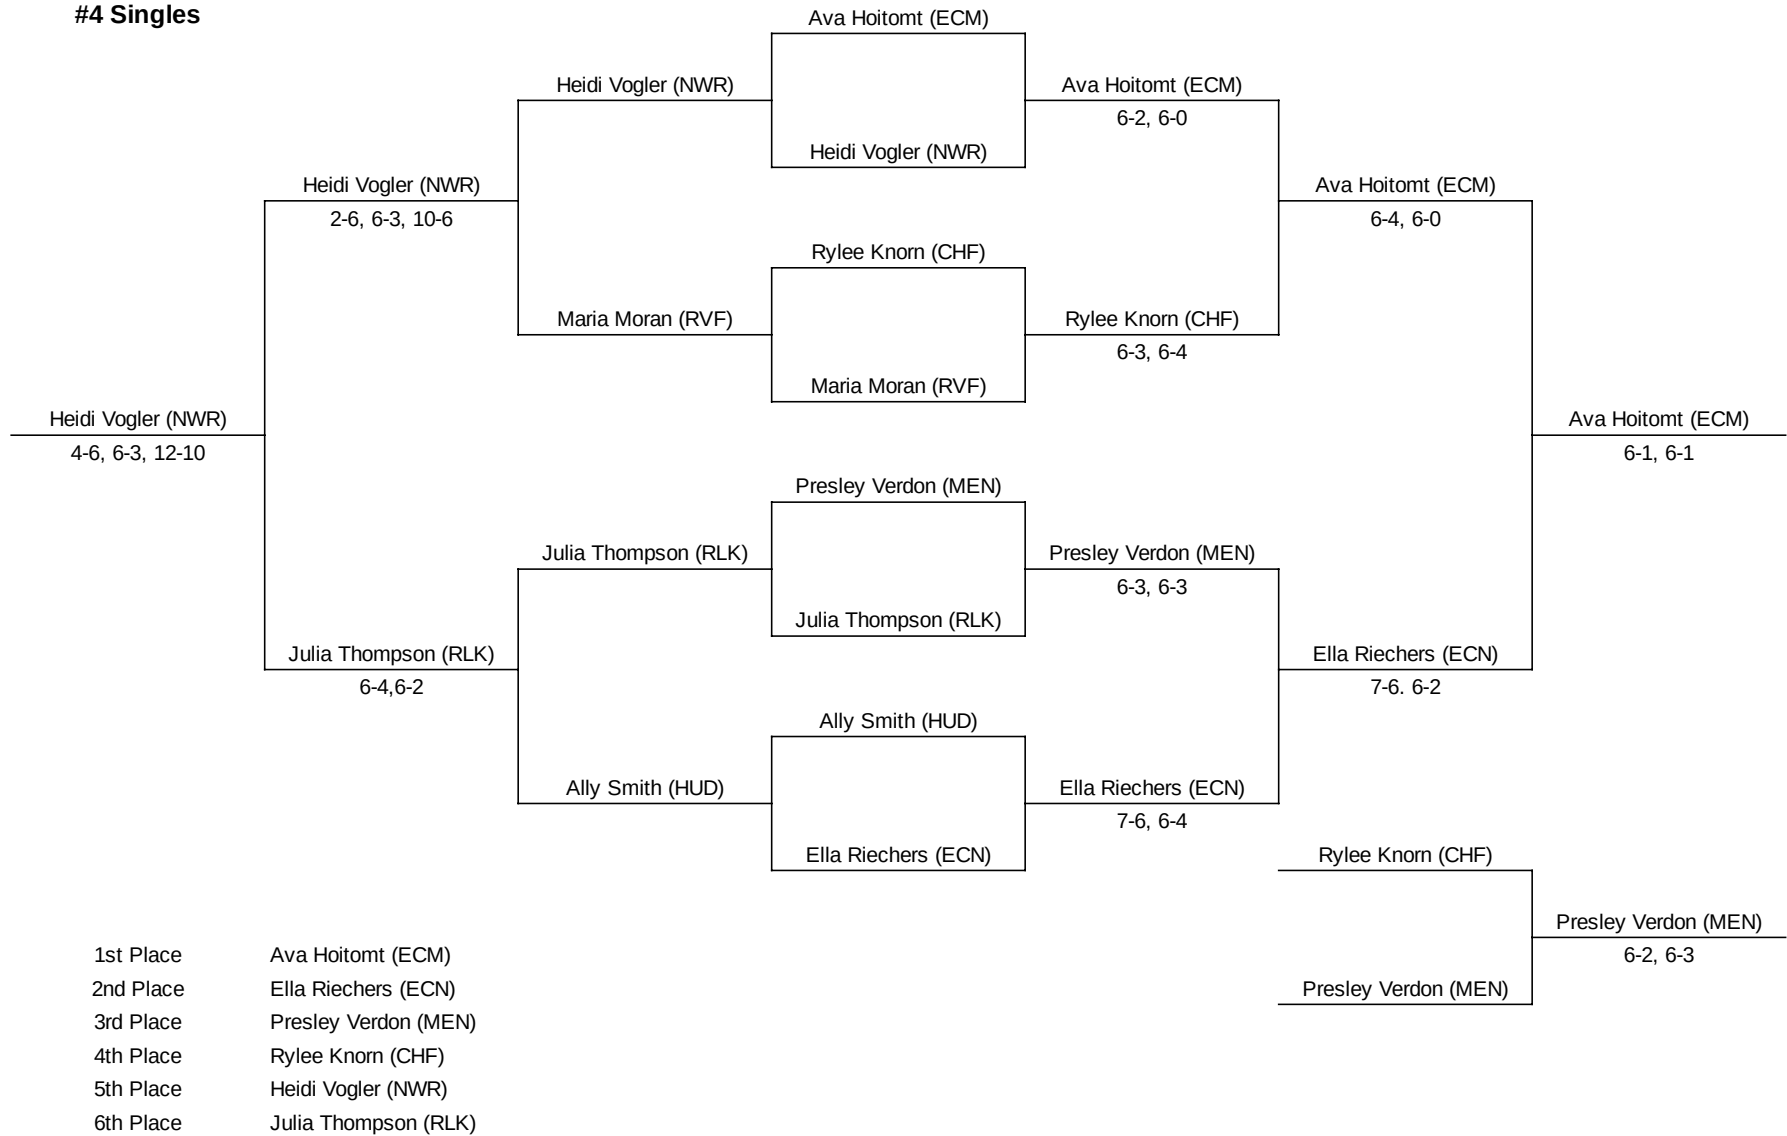 #4 Singles
Ava Hoitomt (ECM)
Heidi Vogler (NWR)
Ava Hoitomt (ECM)
6-2, 6-0
Heidi Vogler (NWR)
Heidi Vogler (NWR)
Ava Hoitomt (ECM)
2-6, 6-3, 10-6
6-4, 6-0
Rylee Knorn (CHF)
Maria Moran (RVF)
Rylee Knorn (CHF)
6-3, 6-4
Maria Moran (RVF)
Heidi Vogler (NWR)
Ava Hoitomt (ECM)
4-6, 6-3, 12-10
6-1, 6-1
Presley Verdon (MEN)
Julia Thompson (RLK)
Presley Verdon (MEN)
6-3, 6-3
Julia Thompson (RLK)
Julia Thompson (RLK)
Ella Riechers (ECN)
6-4,6-2
7-6. 6-2
Ally Smith (HUD)
Ally Smith (HUD)
Ella Riechers (ECN)
7-6, 6-4
Ella Riechers (ECN)
Rylee Knorn (CHF)
Presley Verdon (MEN)
6-2, 6-3
Presley Verdon (MEN)
1st Place Ava Hoitomt (ECM)
2nd Place Ella Riechers (ECN)
3rd Place Presley Verdon (MEN)
4th Place Rylee Knorn (CHF)
5th Place Heidi Vogler (NWR)
6th Place Julia Thompson (RLK)